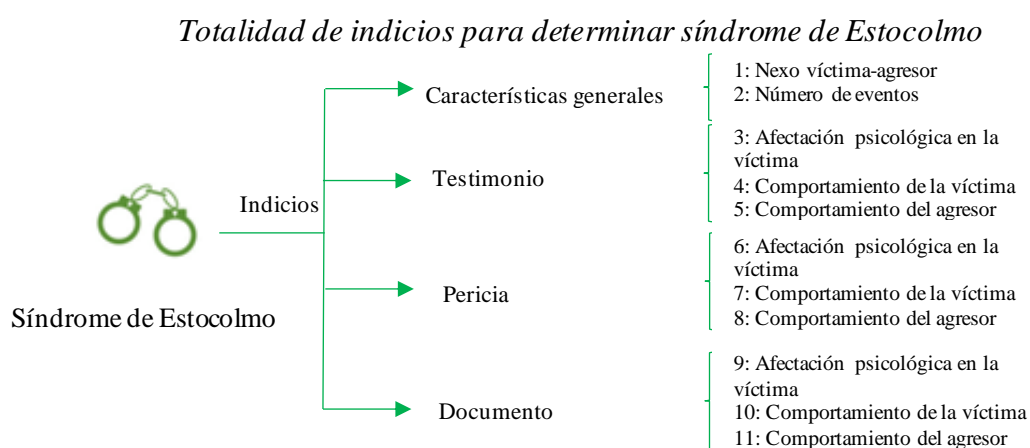 Totalidad de indicios para determinar síndrome de Estocolmo
Características generales
1: Nexo víctima-agresor
2: Número de eventos
Testimonio
3: Afectación psicológica en la
víctima
4: Comportamiento de la víctima
5: Comportamiento del agresor
Indicios
Síndrome de Estocolmo
Pericia
6: Afectación psicológica en la
víctima
7: Comportamiento de la víctima
8: Comportamiento del agresor
Documento
9: Afectación psicológica en la
víctima
10: Comportamiento de la víctima
11: Comportamiento del agresor